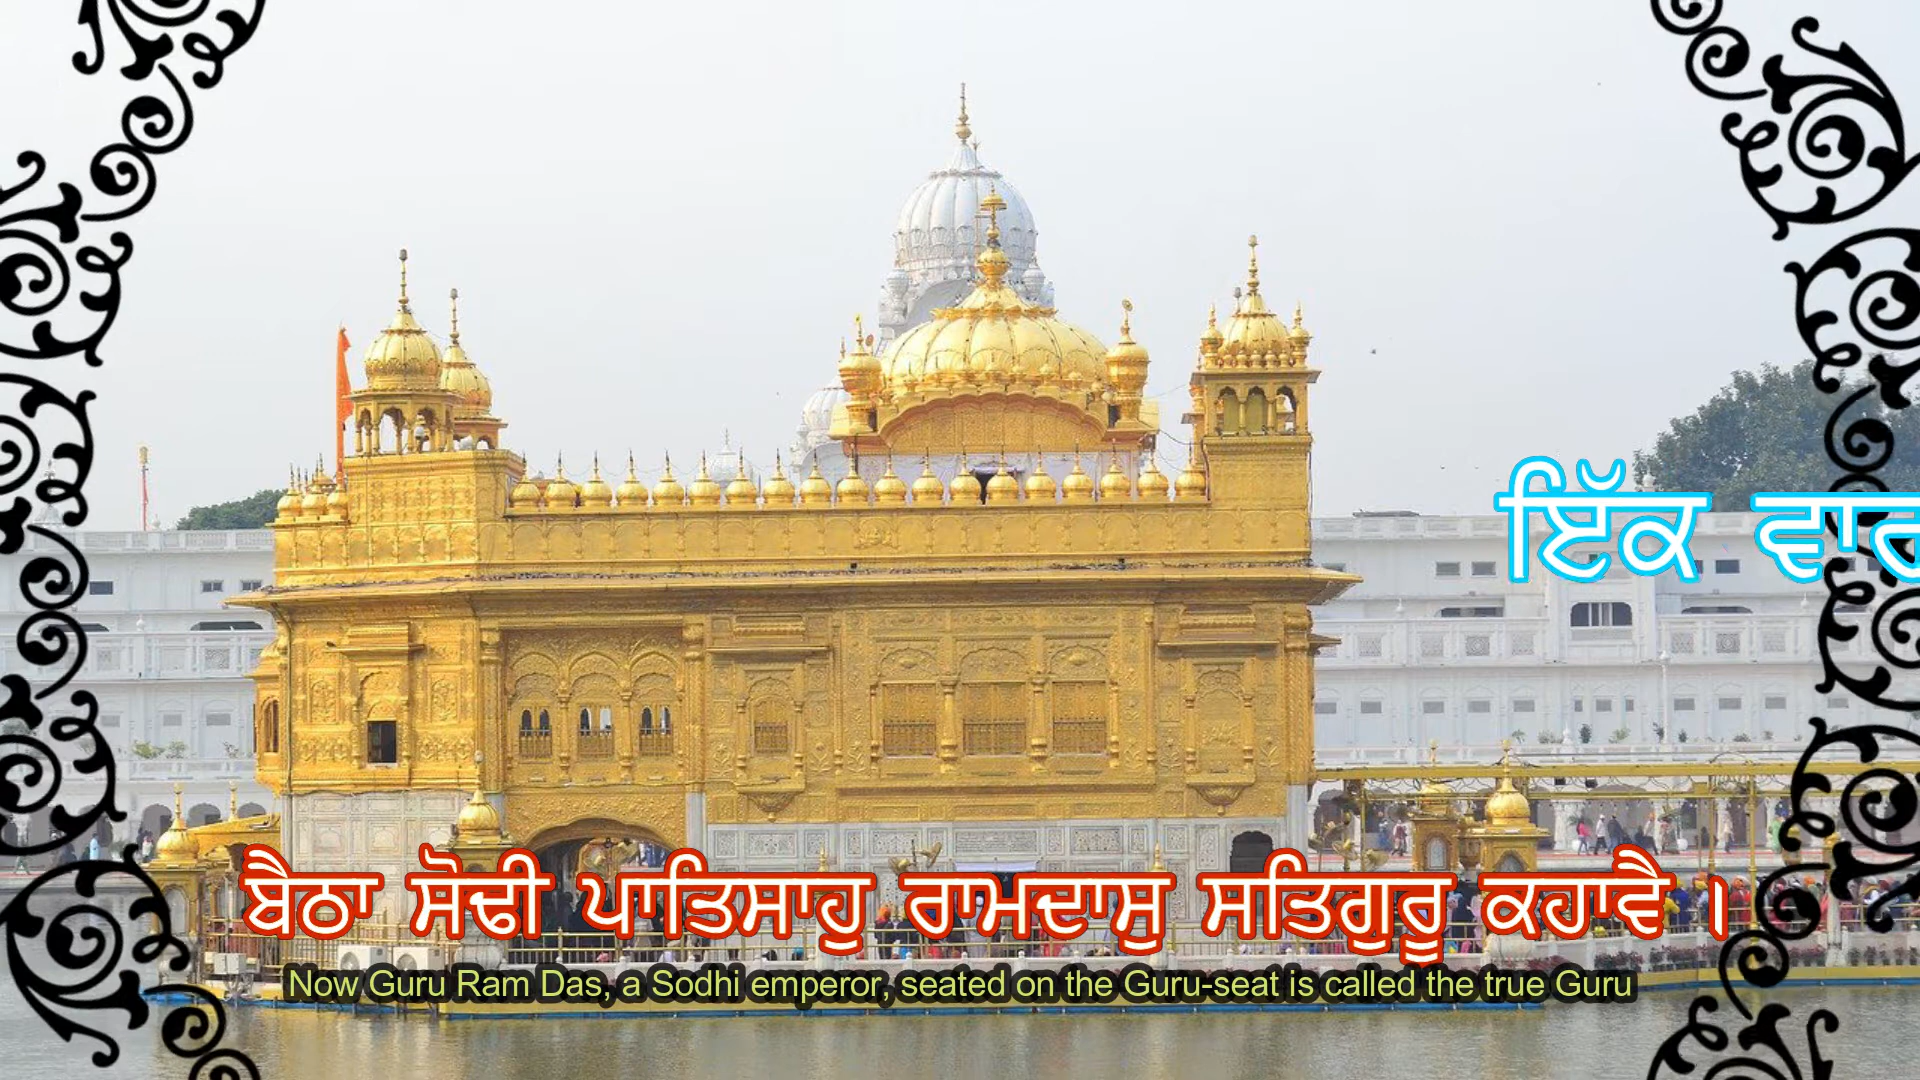 ਇੱਕ
ਬੈਠਾ ਸੋਢੀ ਪਾਤਿਸਾਹੁ ਰਾਮਦਾਸੁ ਸਤਿਗੁਰੂ ਕਹਾਵੈ ।
Now Guru Ram Das, a Sodhi emperor, seated on the Guru-seat is called the true Guru